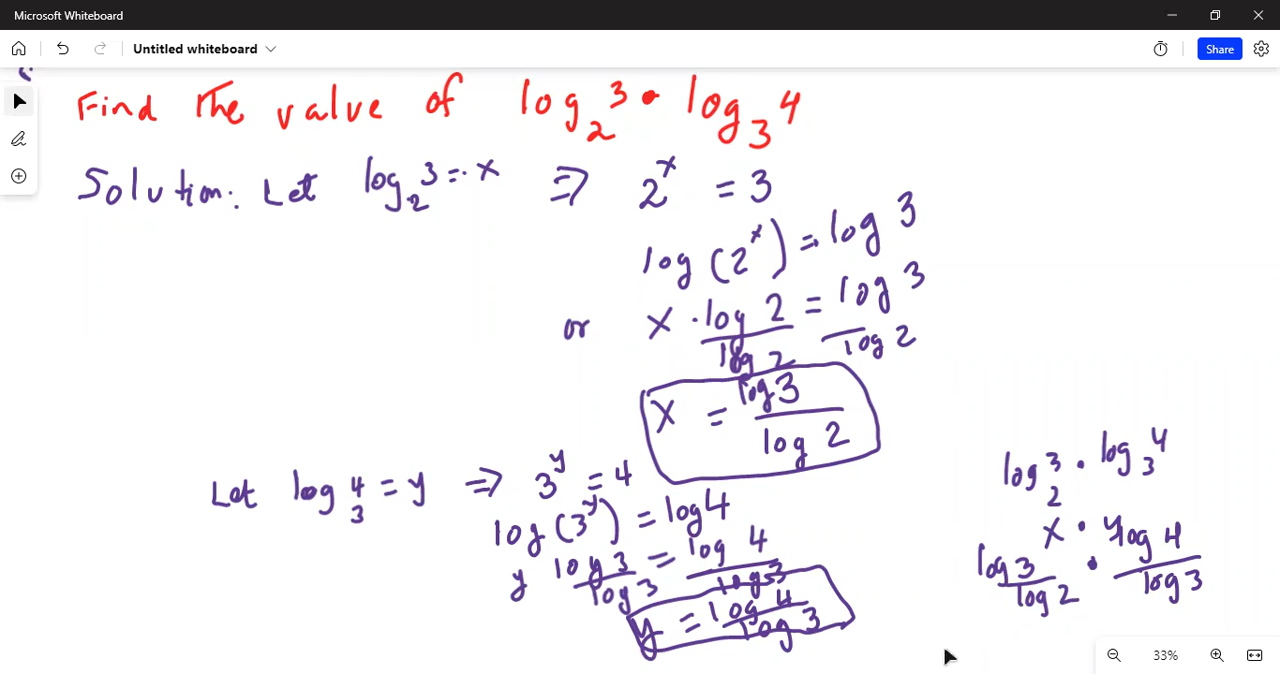 Microsoft Whiteboard
Untitled whiteboard
Share
Find The value of log₂3 • log₃4
Solution: Let log₂3 = x ⇒ 2ˣ = 3
log (2ˣ) = log 3
or x · log 2 / log 2 = log 3 / log 2
x = log 3 / log 2
Let log₃4 = y ⇒ 3ʸ = 4
log (3ʸ) = log 4
y log 3 / log 3 = log 4 / log 3
y = log 4 / log 3
log₂3 · log₃4
x · y
log 3 / log 2 · log 4 / log 3
33%